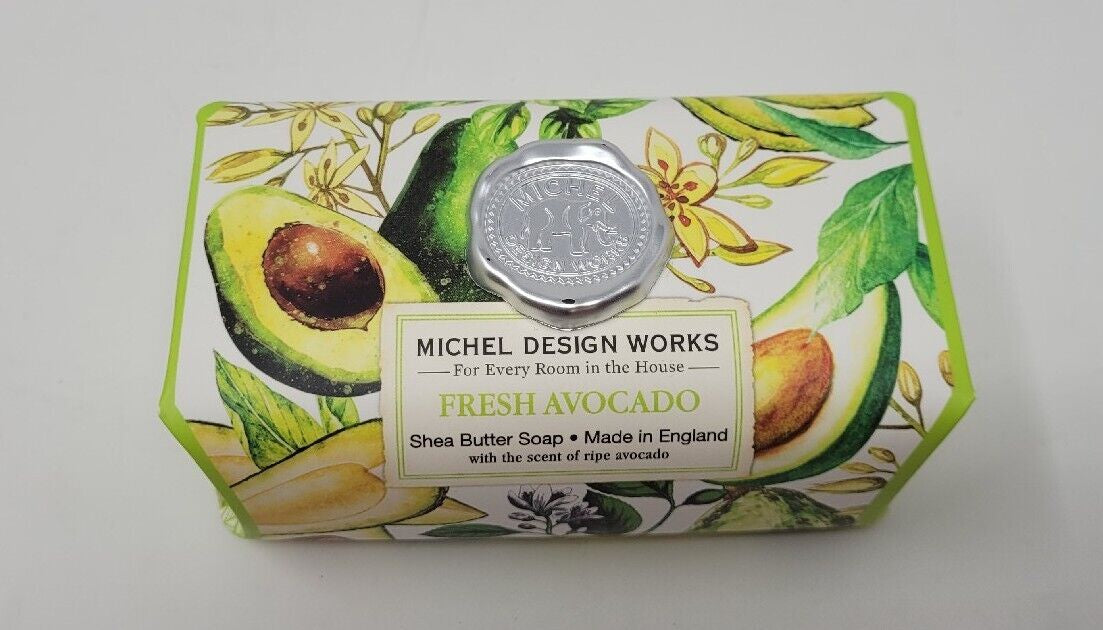 MICHEL
DESIGN WORKS
MICHEL DESIGN WORKS
For Every Room in the House
FRESH AVOCADO
Shea Butter Soap • Made in England
with the scent of ripe avocado